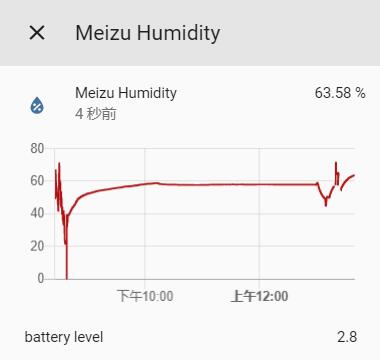 Meizu Humidity
Meizu Humidity 63.58 %
4 秒前
80
60
40
20
0
下午10:00 上午12:00
battery level 2.8